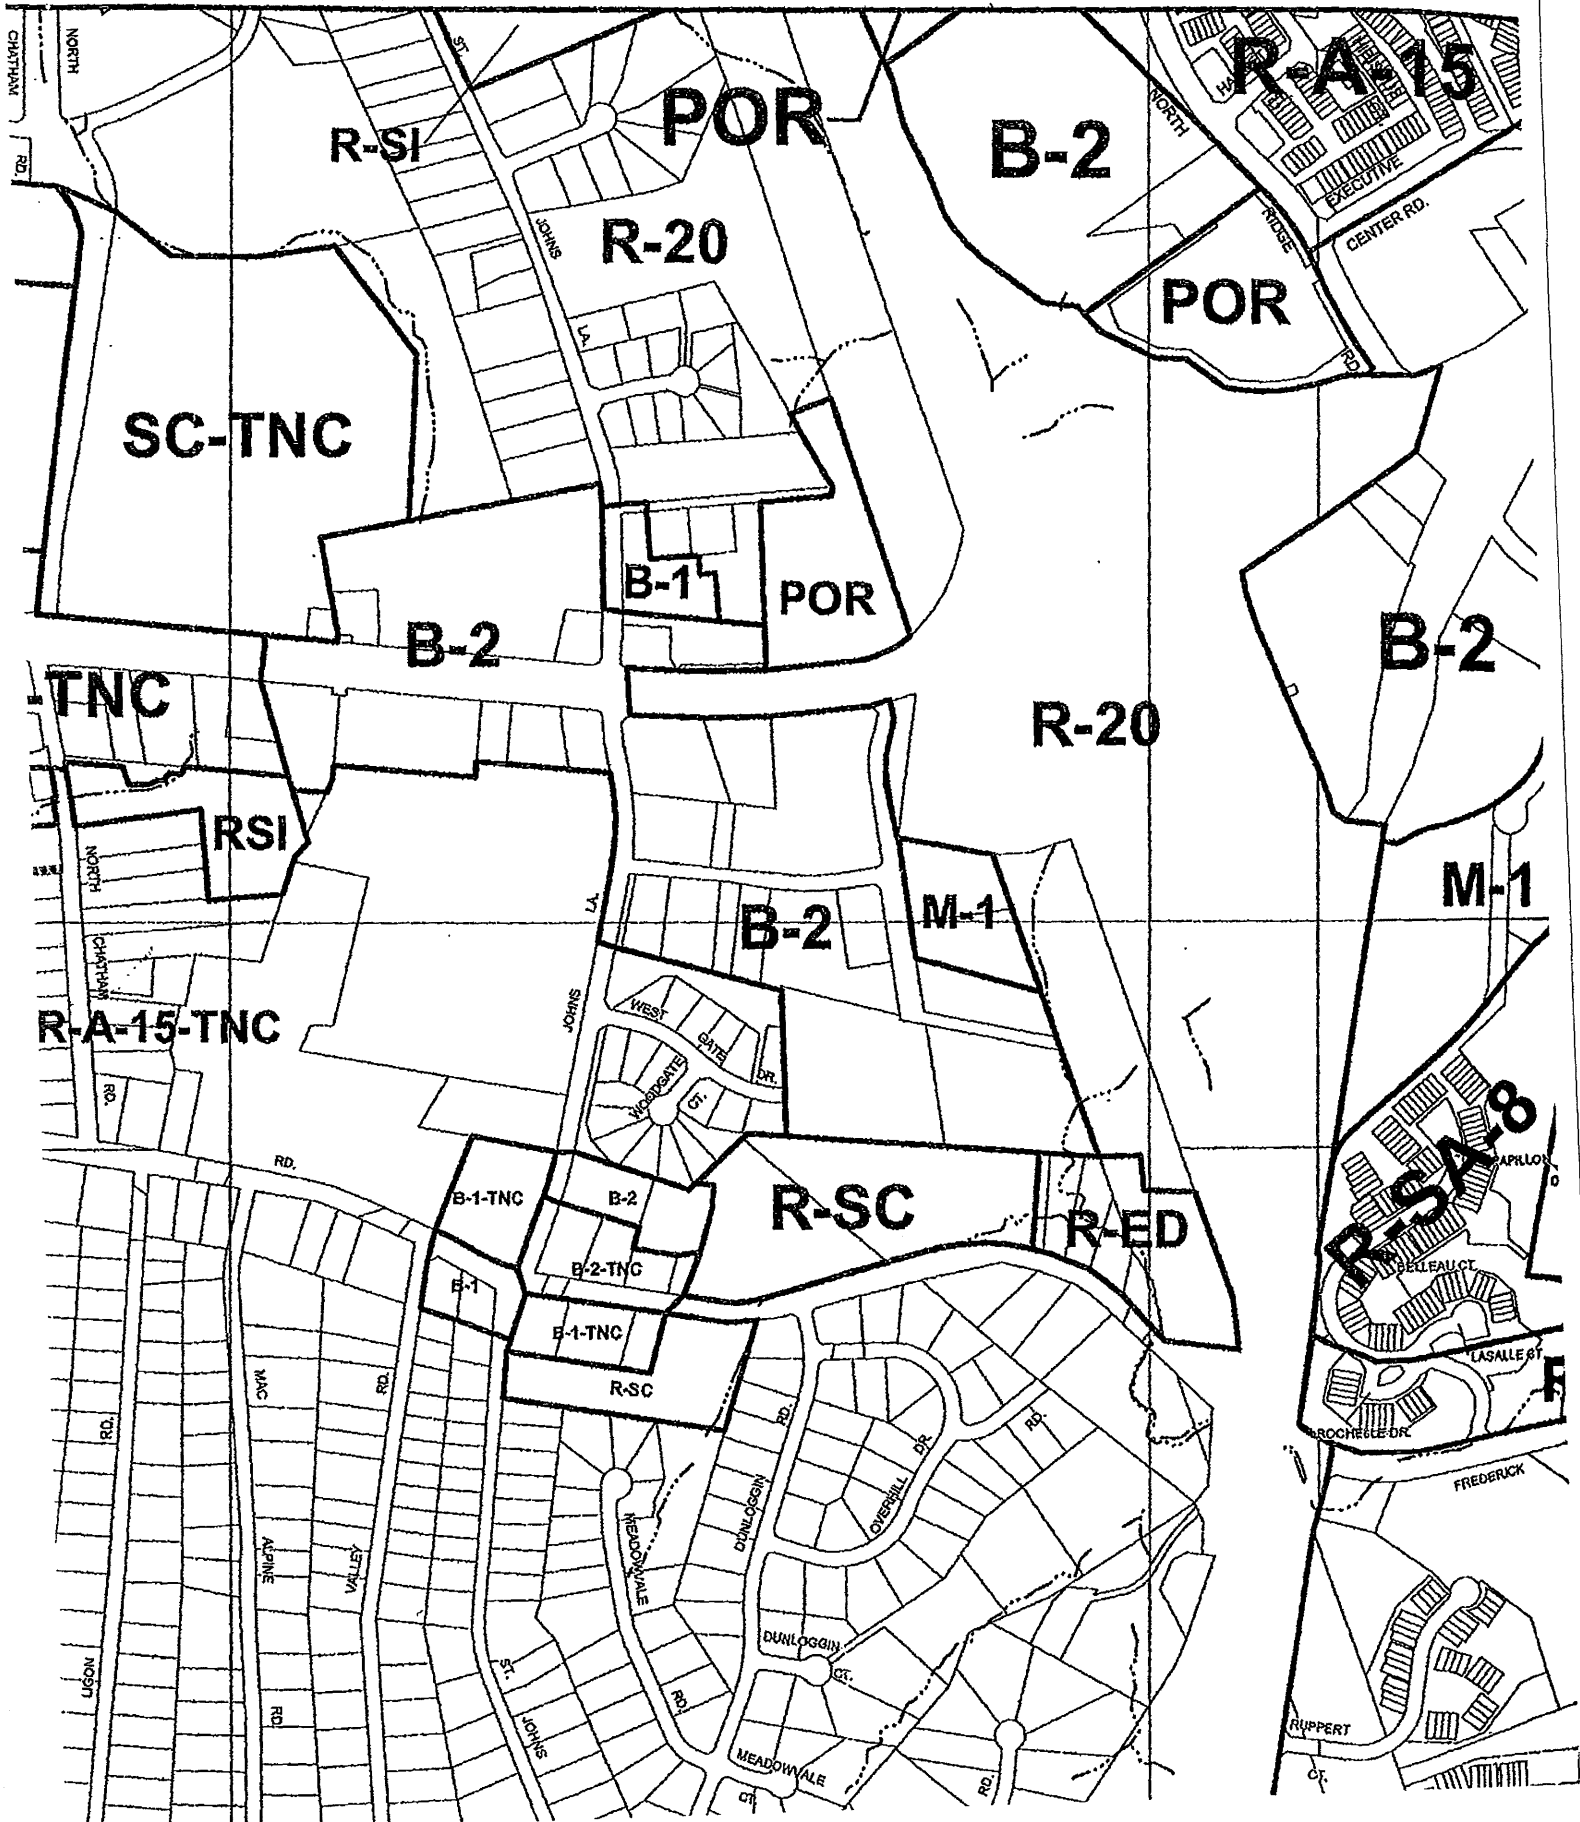 NORTH
CHATHAM
RD.
ST.
R-SI
POR
B-2
NORTH
R-A-15
EXECUTIVE
CENTER RD.
RIDGE
RD.
JOHNS
R-20
POR
LA.
SC-TNC
B-1
POR
B-2
B-2
-TNC
R-20
RSI
NORTH
M-1
LA.
B-2
M-1
CHATHAM
R-A-15-TNC
JOHNS
WEST
GATE
DR.
WOODGATE
CT.
RD.
RD.
R-SA-8
PAPILLON
B-1-TNC
B-2
R-SC
R-ED
B-2-TNC
BELLEAU CT.
B-1
B-1-TNC
LASALLE CT.
R-SC
MAC
RD.
RD.
RD.
DR.
RD.
ROCHELLE DR.
FREDERICK
DUNLOGGIN
OVERHILL
MEADOWVALE
ALPINE
VALLEY
DUNLOGGIN
CT.
LIGON
ST.
RD.
RD.
JOHNS
RUPPERT
CT.
MEADOWVALE
CT.
RD.